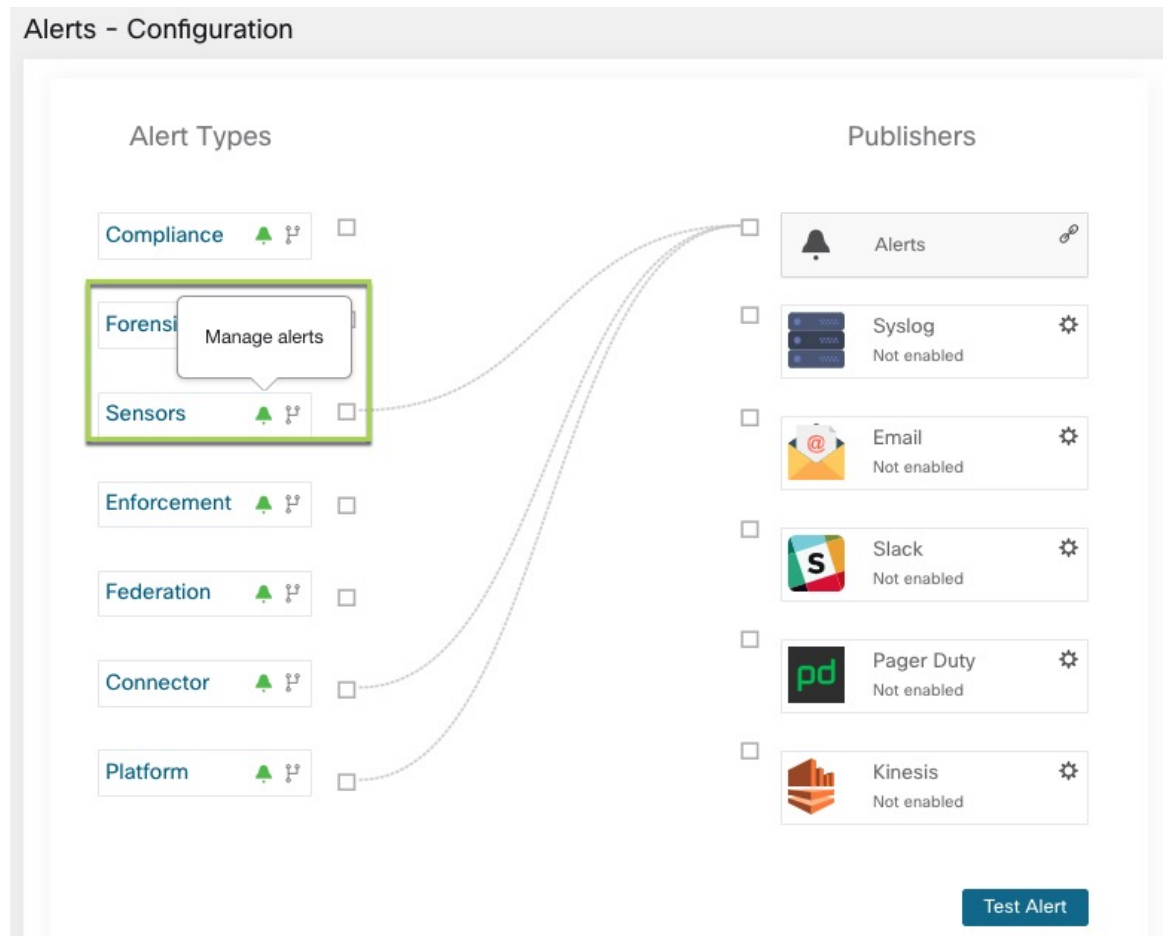 Alerts - Configuration
Alert Types
Publishers
Compliance
Alerts
Forensi
Manage alerts
Syslog
Not enabled
Sensors
@
Email
Not enabled
Enforcement
S
Slack
Not enabled
Federation
Connector
pd
Pager Duty
Not enabled
Platform
Kinesis
Not enabled
Test Alert